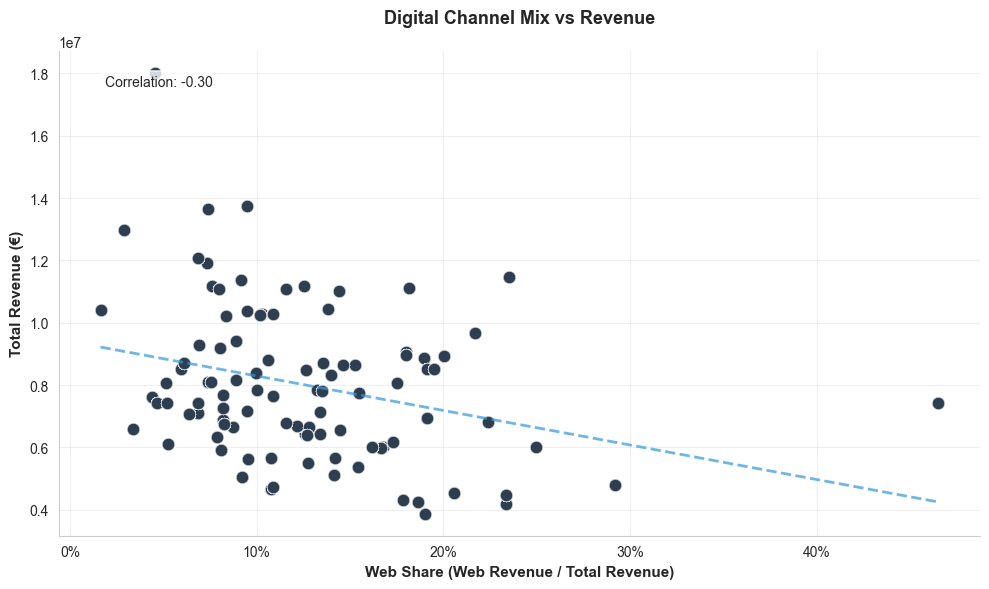 Digital Channel Mix vs Revenue
1e7
1.8
Correlation: -0.30
1.6
1.4
1.2
1.0
0.8
0.6
0.4
Total Revenue (€)
0% 10% 20% 30% 40%
Web Share (Web Revenue / Total Revenue)